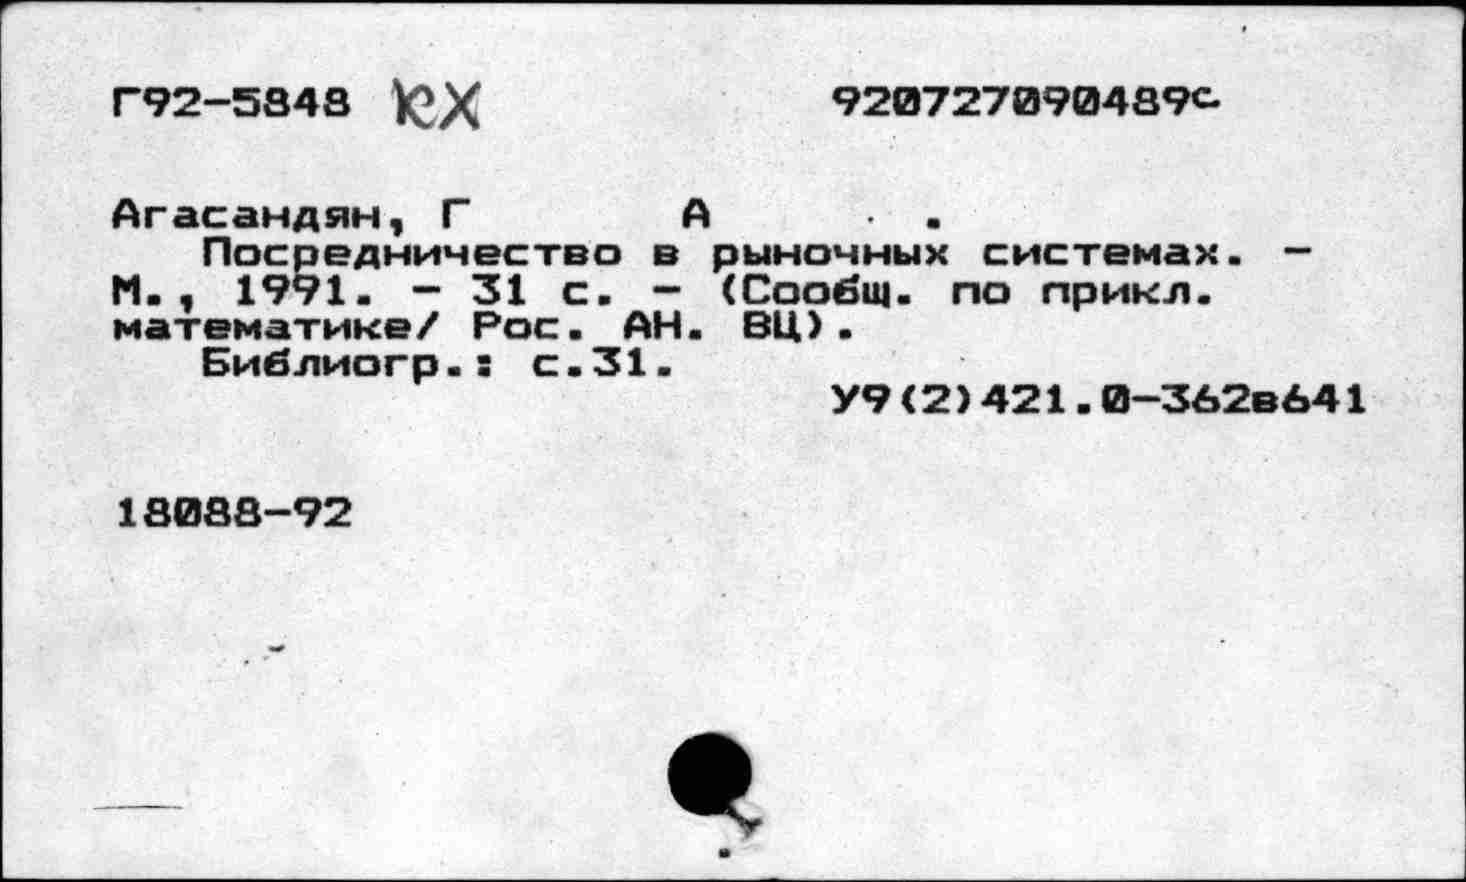 Г92-5848 кх 920727090489с
Агасандян, Г А .
Посредничество в рыночных системах. -
М., 1991. - 31 с. - (Сообщ. по прикл.
математике/ Рос. АН. ВЦ).
Библиогр.: с.31.
У9(2)421.0-362в641
18088-92